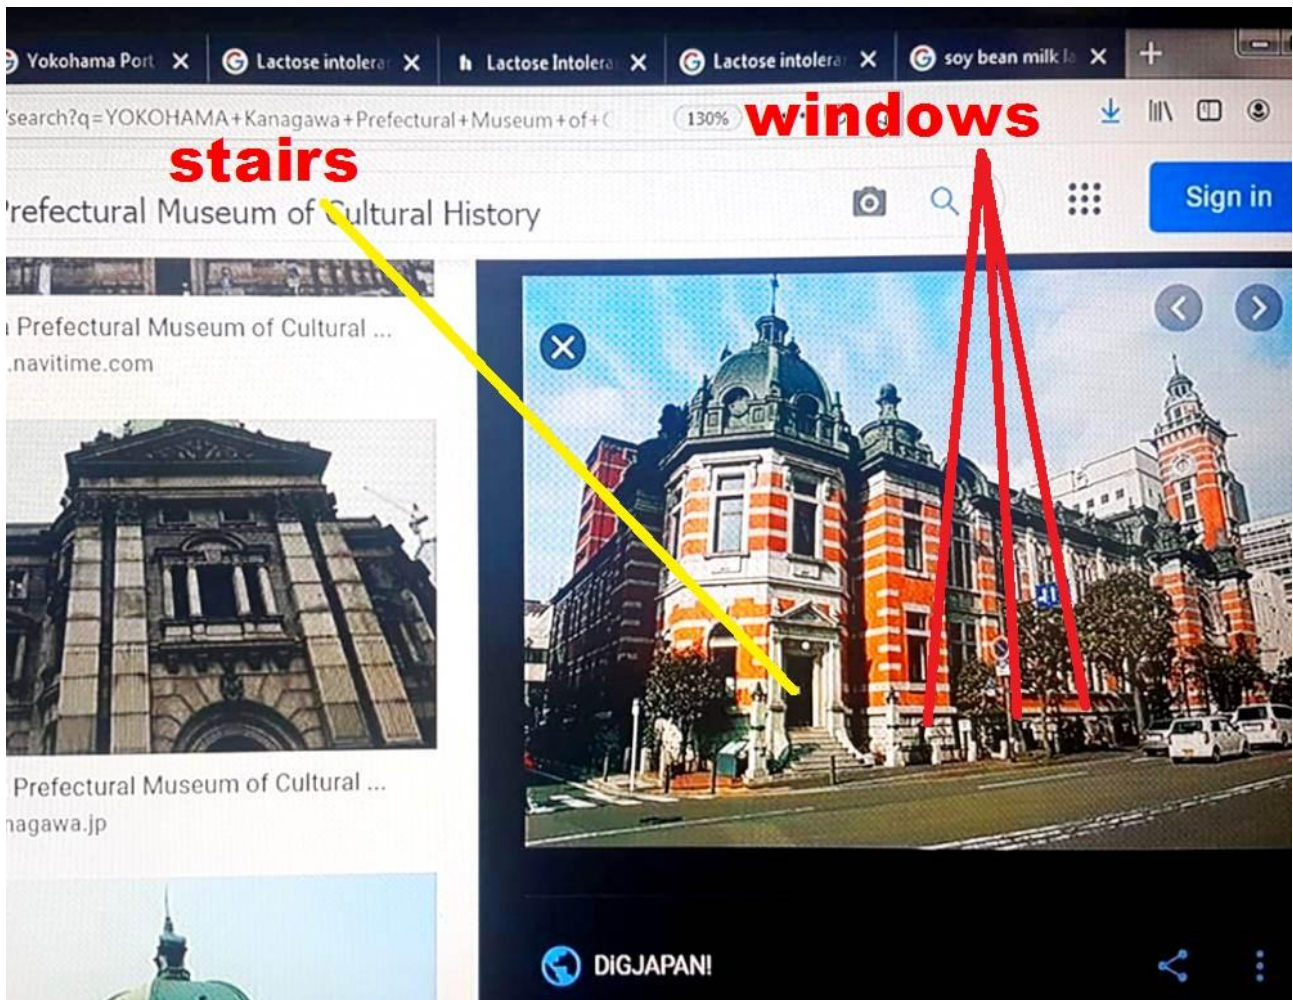 Yokohama Port
Lactose intolera
h Lactose Intolera
Lactose intolera
soy bean milk la
/search?q=YOKOHAMA+Kanagawa+Prefectural+Museum+of+C
130%
windows
stairs
Prefectural Museum of Cultural History
Sign in
Prefectural Museum of Cultural ...
.navitime.com
Prefectural Museum of Cultural ...
nagawa.jp
DiGJAPAN!